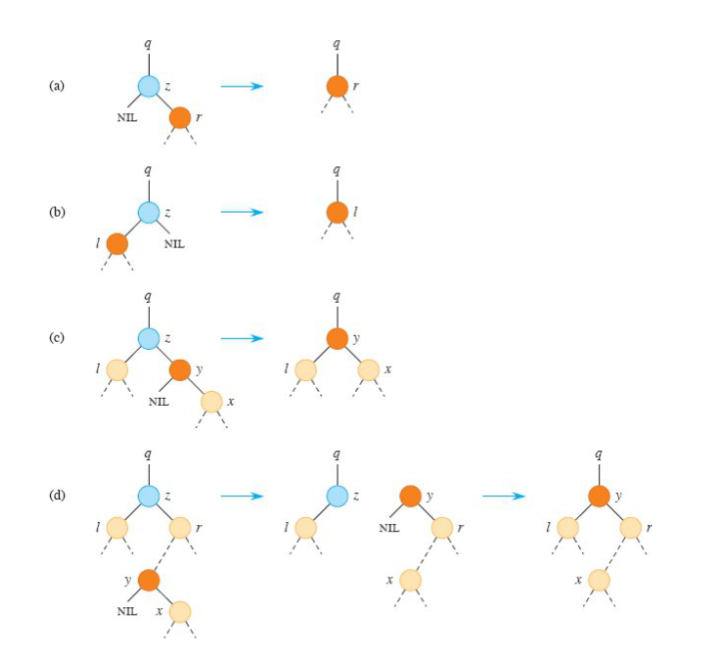 q q
(a) z r
NIL r
q q
(b) z l
l NIL
q q
(c) z y
l y l x
NIL x
q q q
(d) z z y y
l r l NIL r l r
y x x
NIL x